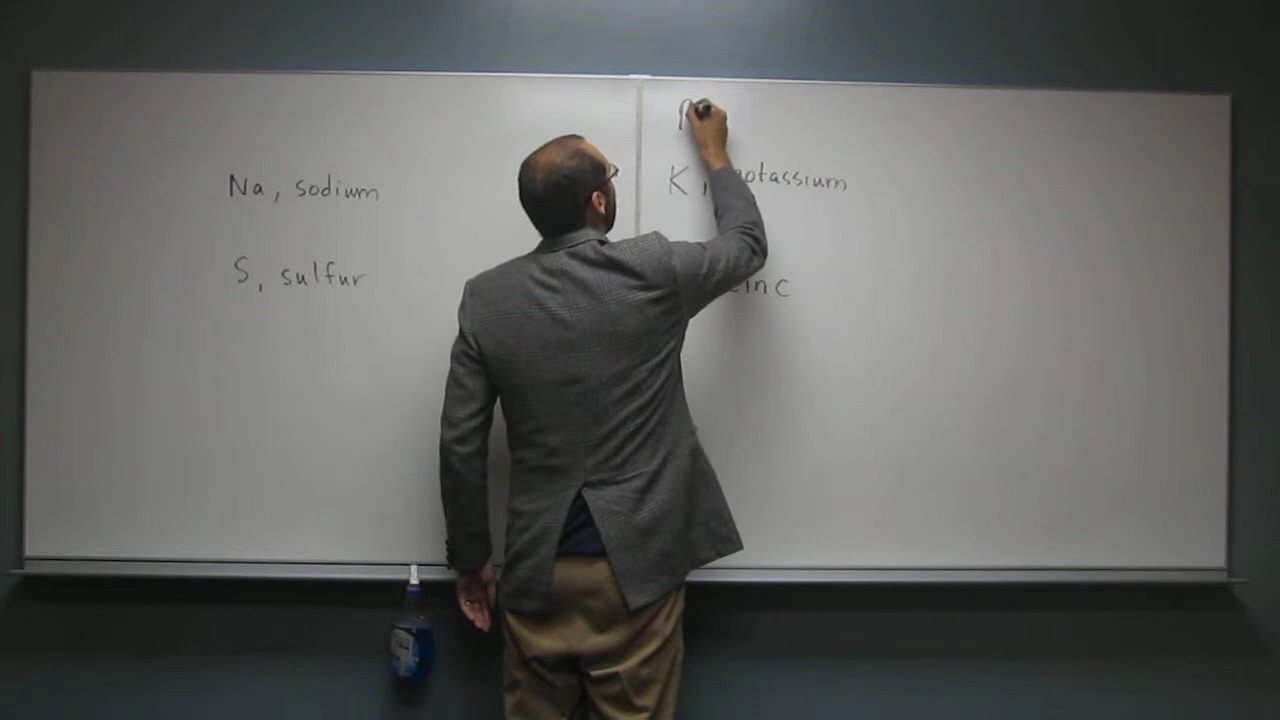 Na, sodium
S, sulfur
K, potassium
inc